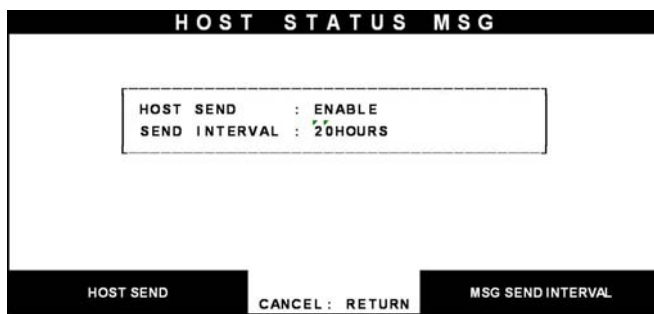 HOST STATUS MSG
HOST SEND : ENABLE
SEND INTERVAL : 20HOURS
HOST SEND
CANCEL : RETURN
MSG SEND INTERVAL